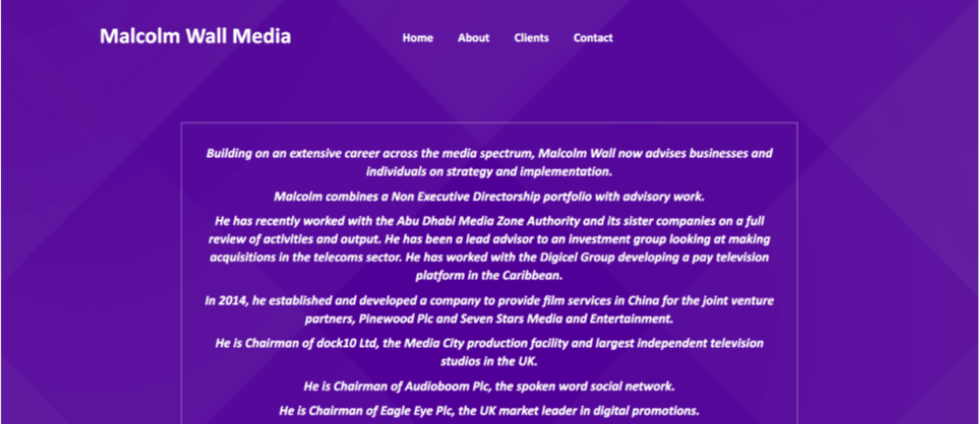 Malcolm Wall Media
Home About Clients Contact
Building on an extensive career across the media spectrum, Malcolm Wall now advises businesses and
individuals on strategy and implementation.
Malcolm combines a Non Executive Directorship portfolio with advisory work.
He has recently worked with the Abu Dhabi Media Zone Authority and its sister companies on a full
review of activities and output. He has been a lead advisor to an investment group looking at making
acquisitions in the telecoms sector. He has worked with the Digicel Group developing a pay television
platform in the Caribbean.
In 2014, he established and developed a company to provide film services in China for the joint venture
partners, Pinewood Plc and Seven Stars Media and Entertainment.
He is Chairman of dock10 Ltd, the Media City production facility and largest independent television
studios in the UK.
He is Chairman of Audioboom Plc, the spoken word social network.
He is Chairman of Eagle Eye Plc, the UK market leader in digital promotions.